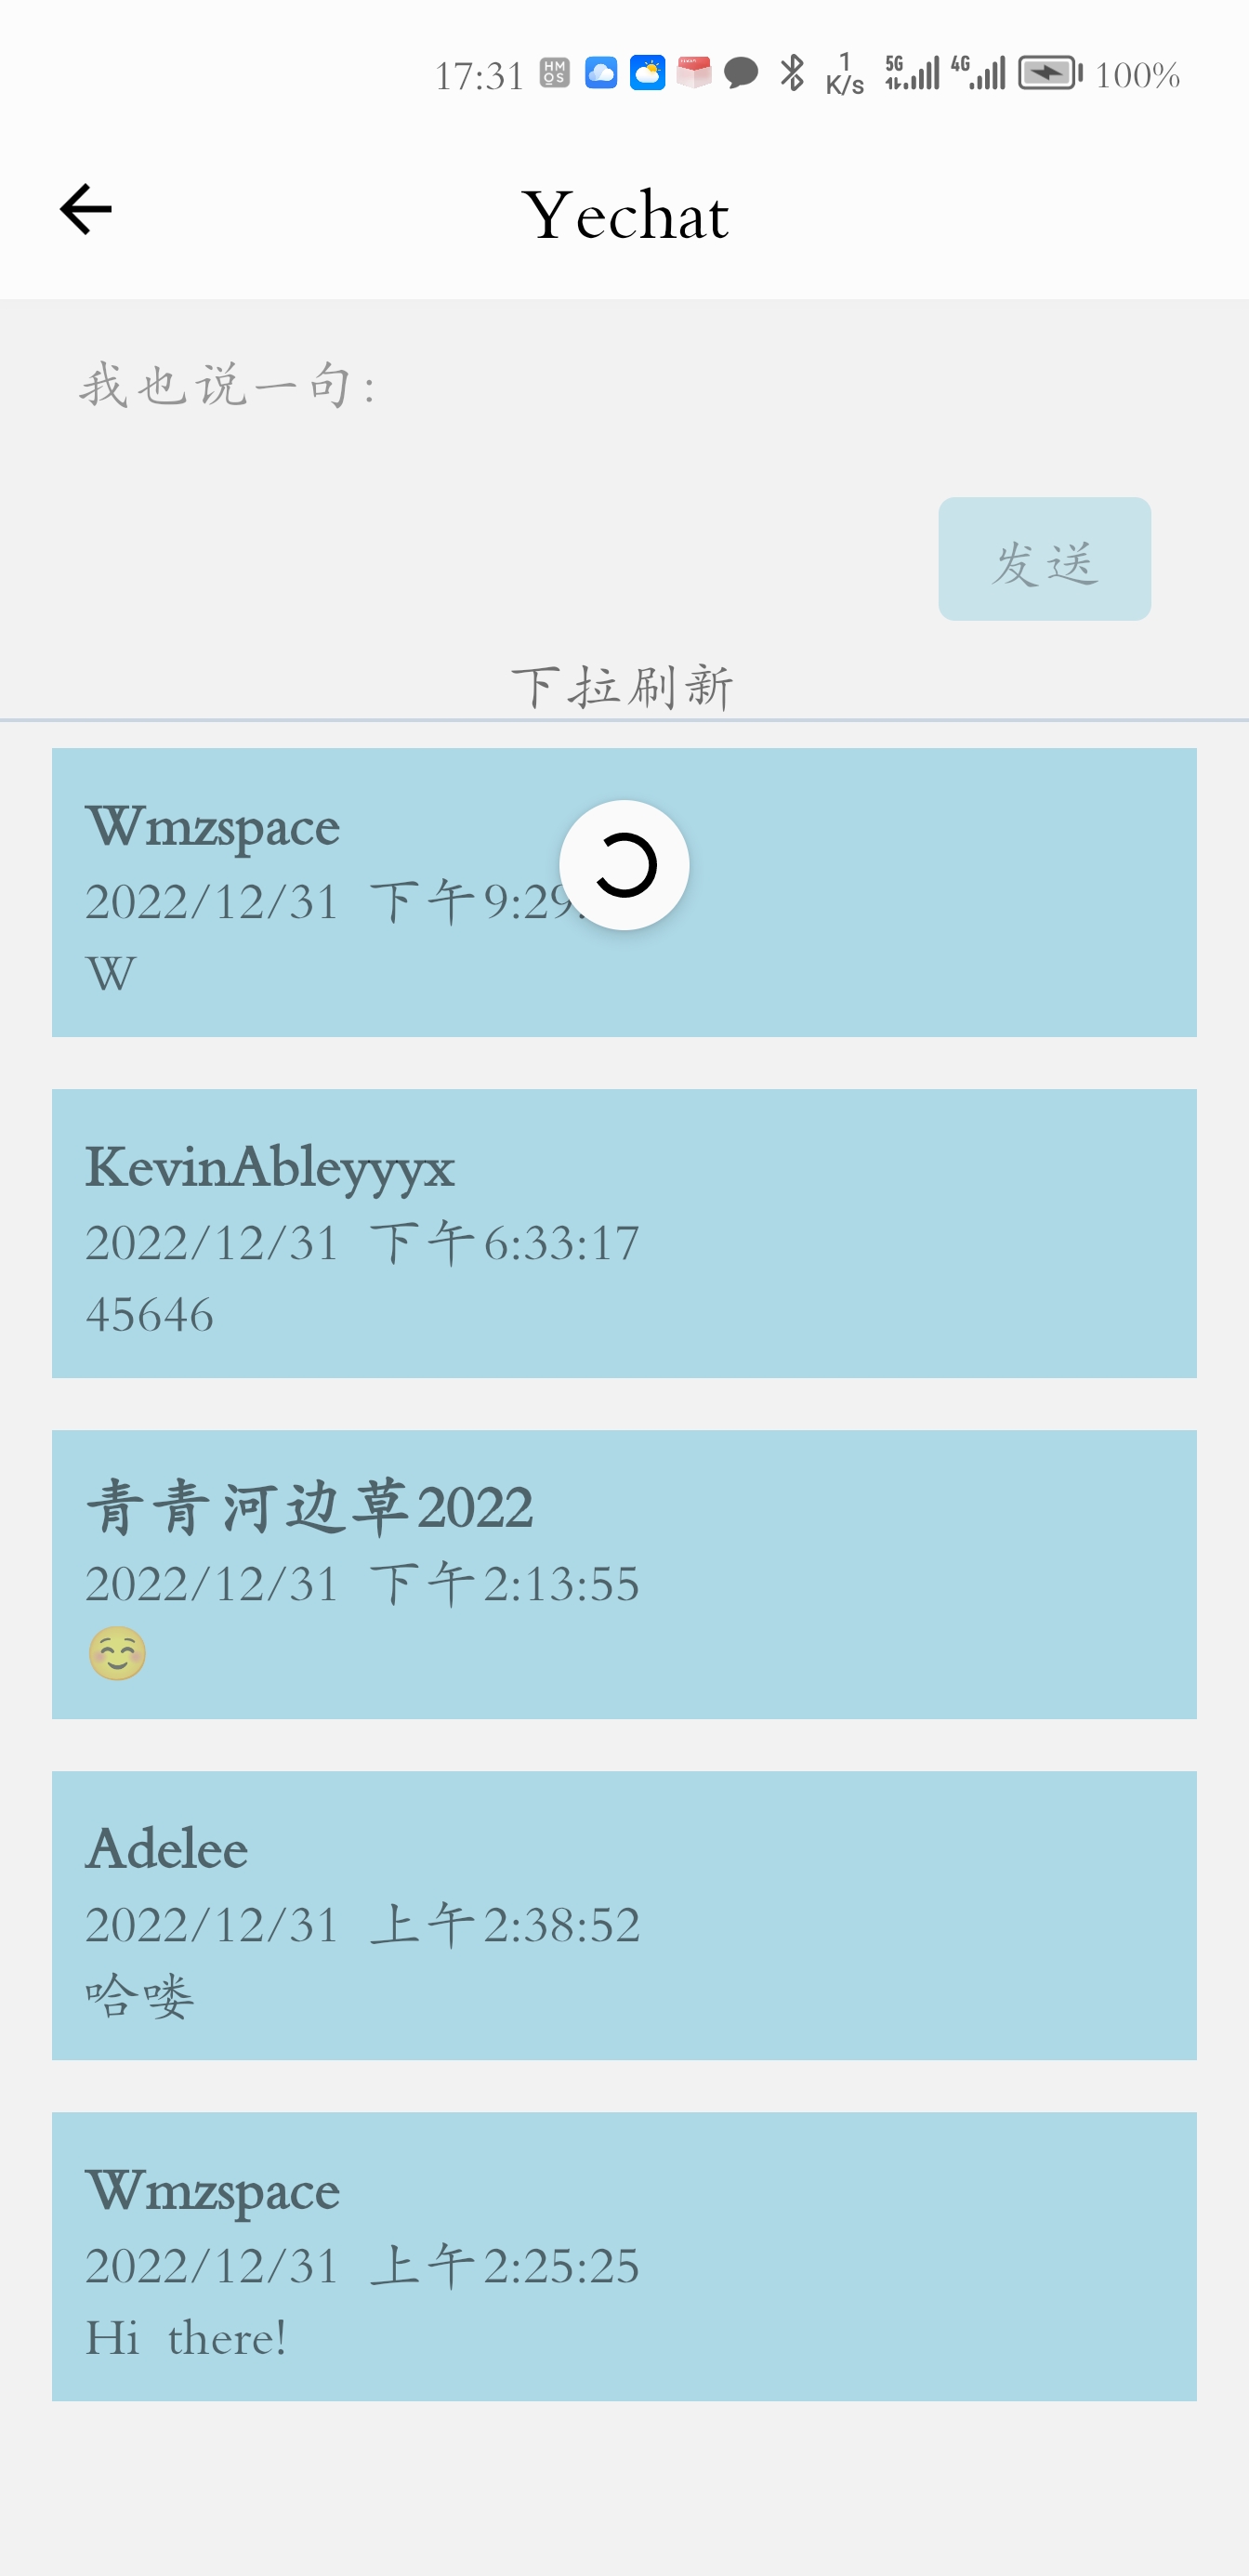 17:31 HM OS 1 K/s 5G 4G 100%
Yechat
我也说一句:
发送
下拉刷新
Wmzspace
2022/12/31 下午9:29
W
KevinAbleyyyx
2022/12/31 下午6:33:17
45646
青青河边草2022
2022/12/31 下午2:13:55
☺️
Adelee
2022/12/31 上午2:38:52
哈喽
Wmzspace
2022/12/31 上午2:25:25
Hi there!